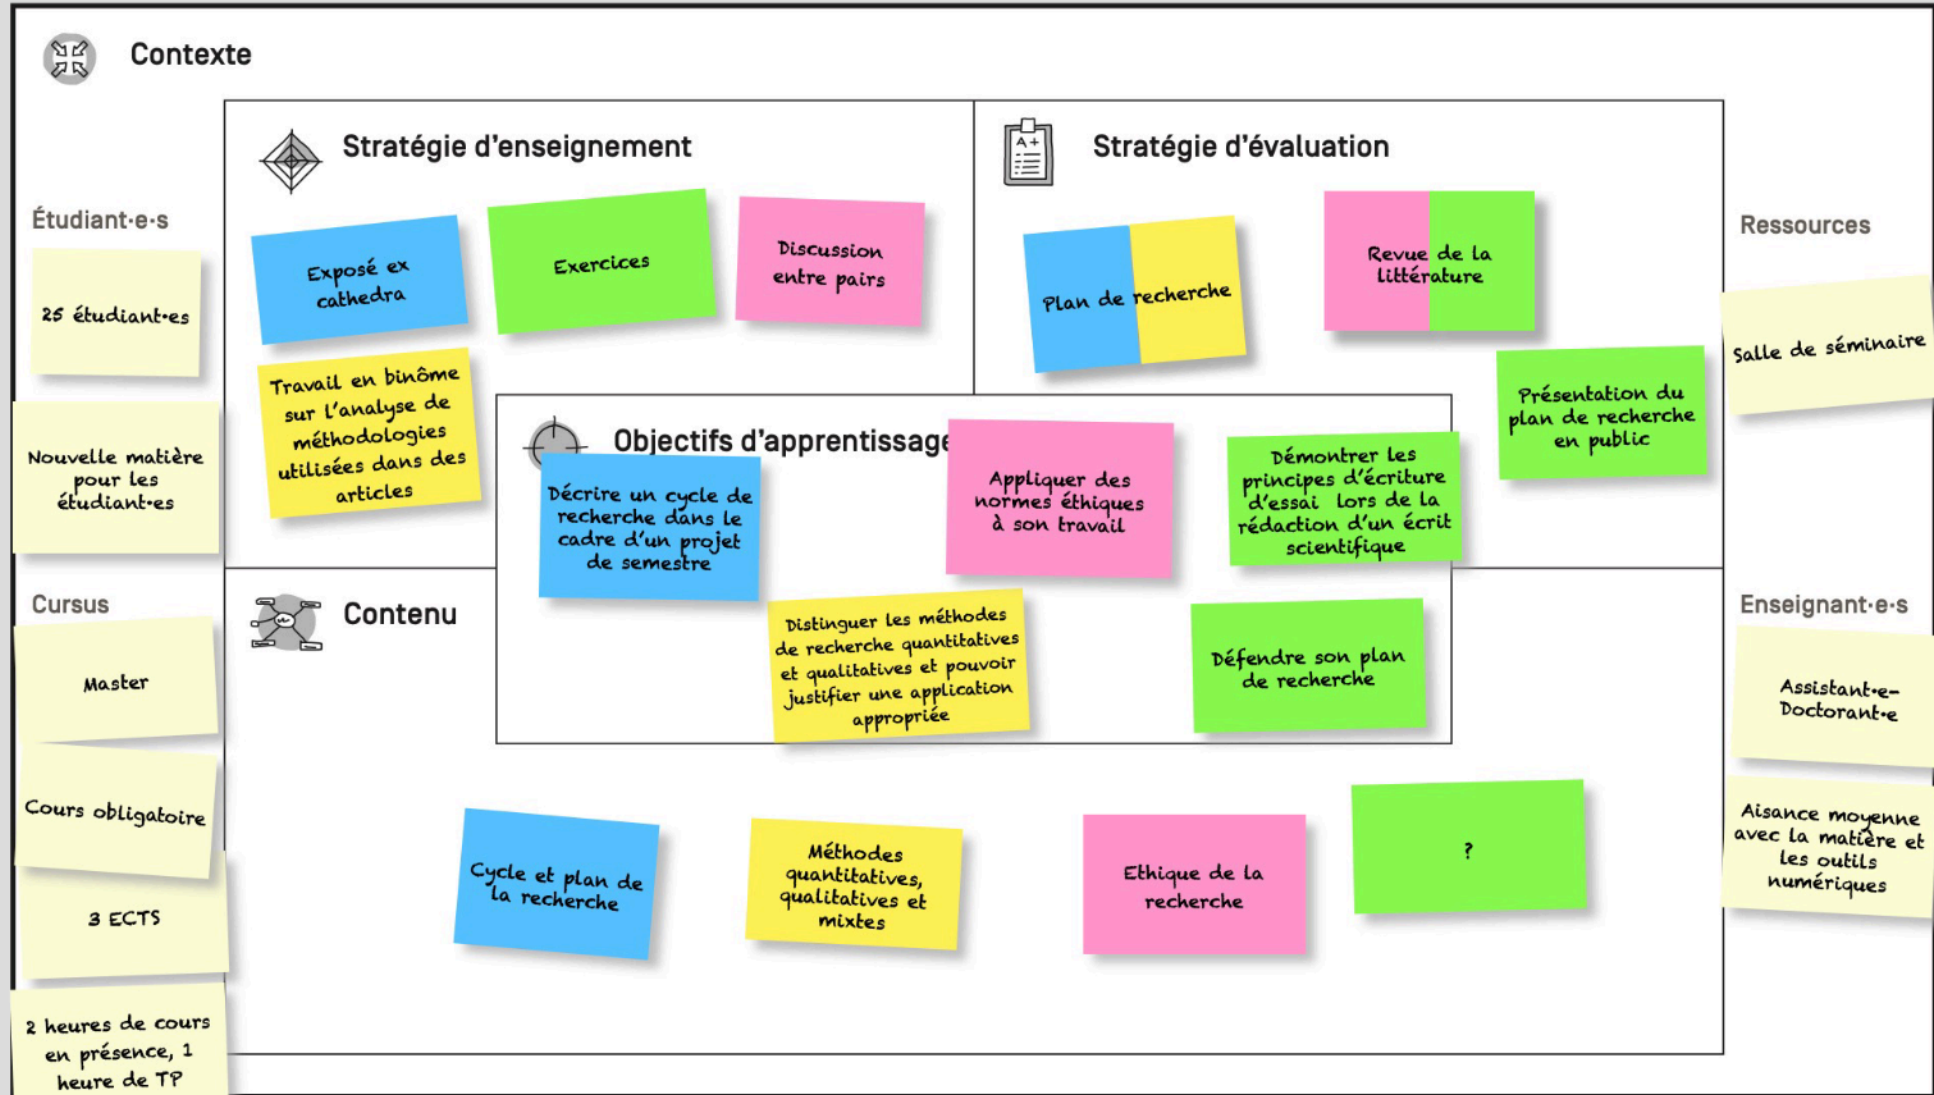 Contexte
Étudiant·e·s
25 étudiant·es
Nouvelle matière
pour les
étudiant·es
Cursus
Master
Cours obligatoire
3 ECTS
2 heures de cours
en présence, 1
heure de TP
Stratégie d'enseignement
Exposé ex
cathedra
Exercices
Discussion
entre pairs
Travail en binôme
sur l'analyse de
méthodologies
utilisées dans des
articles
A+
Stratégie d'évaluation
Plan de recherche
Revue de la
littérature
Présentation du
plan de recherche
en public
Objectifs d'apprentissage
Décrire un cycle de
recherche dans le
cadre d'un projet
de semestre
Appliquer des
normes éthiques
à son travail
Démontrer les
principes d'écriture
d'essai lors de la
rédaction d'un écrit
scientifique
Distinguer les méthodes
de recherche quantitatives
et qualitatives et pouvoir
justifier une application
appropriée
Défendre son plan
de recherche
Contenu
Cycle et plan de
la recherche
Méthodes
quantitatives,
qualitatives et
mixtes
Ethique de la
recherche
?
Ressources
Salle de séminaire
Enseignant·e·s
Assistant·e-
Doctorant·e
Aisance moyenne
avec la matière et
les outils
numériques